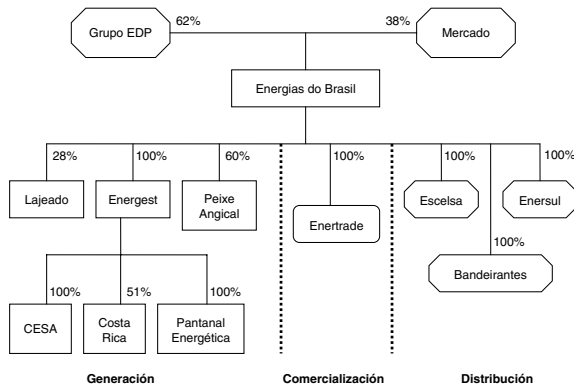 Grupo EDP
62%
38%
Mercado
Energias do Brasil
28%
100%
60%
100%
100%
100%
Lajeado
Energest
Peixe
Angical
Enertrade
Escelsa
Enersul
100%
Bandeirantes
100%
51%
100%
CESA
Costa
Rica
Pantanal
Energética
Generación
Comercialización
Distribución